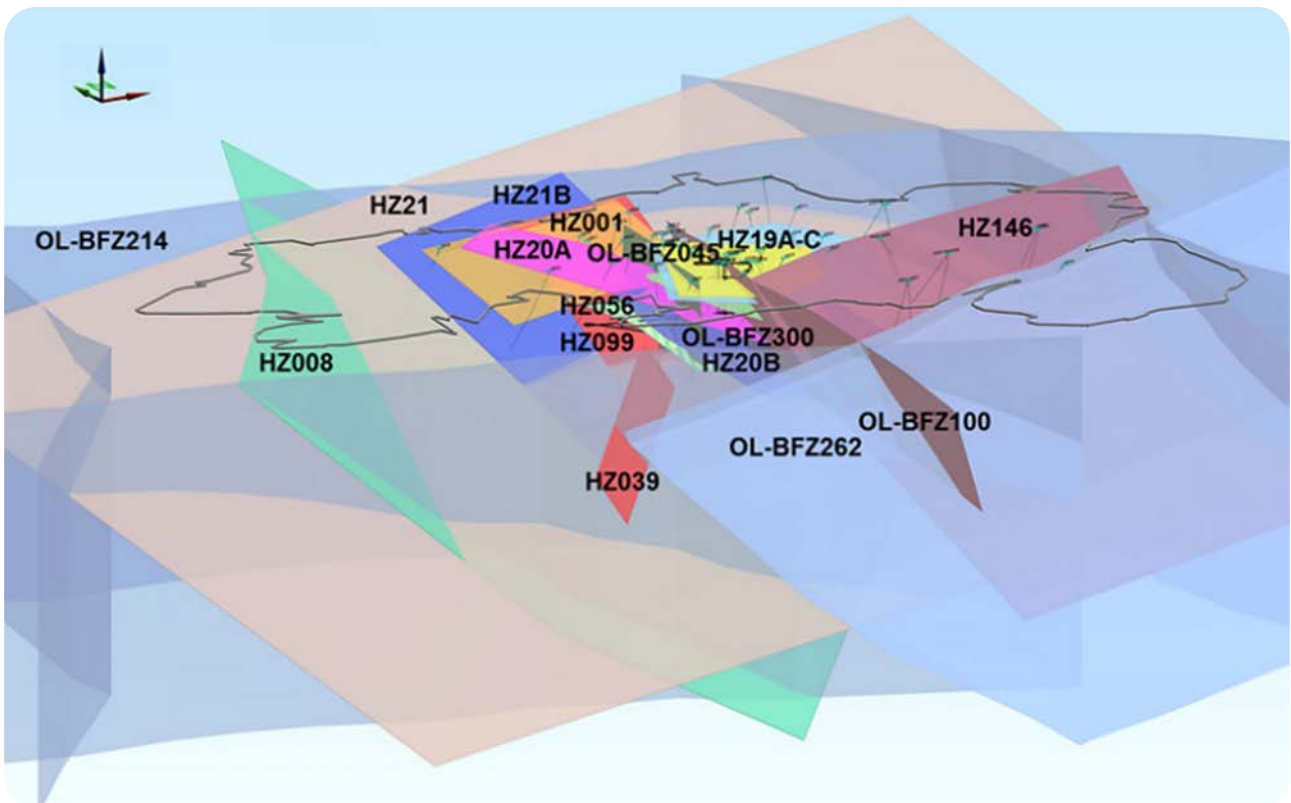 HZ21B
HZ21
HZ001
HZ146
OL-BFZ214
HZ20A
OL-BFZ045
HZ19A-C
HZ056
OL-BFZ300
HZ099
HZ008
HZ20B
OL-BFZ100
OL-BFZ262
HZ039